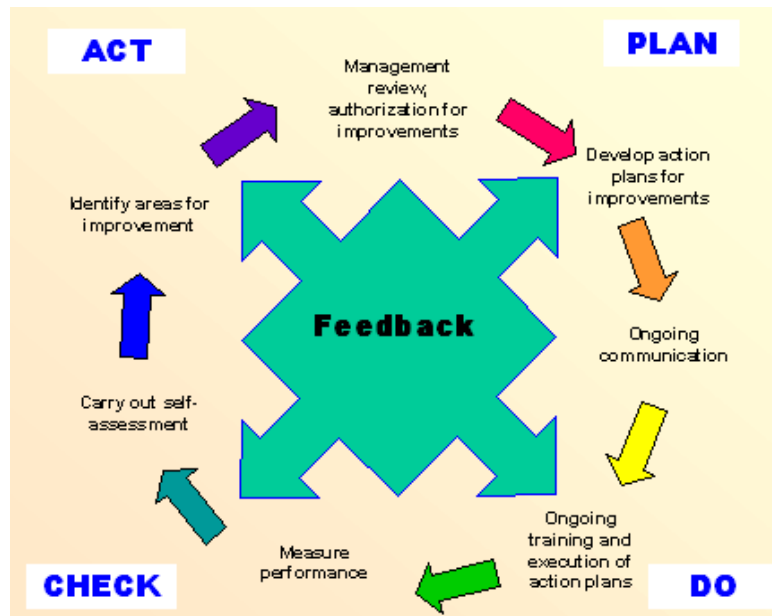 ACT
PLAN
Management
review,
authorization for
improvements
Develop action
plans for
improvements
Identify areas for
improvement
Feedback
Ongoing
communication
Carry out self-
assessment
Ongoing
training and
execution of
action plans
Measure
performance
CHECK
DO